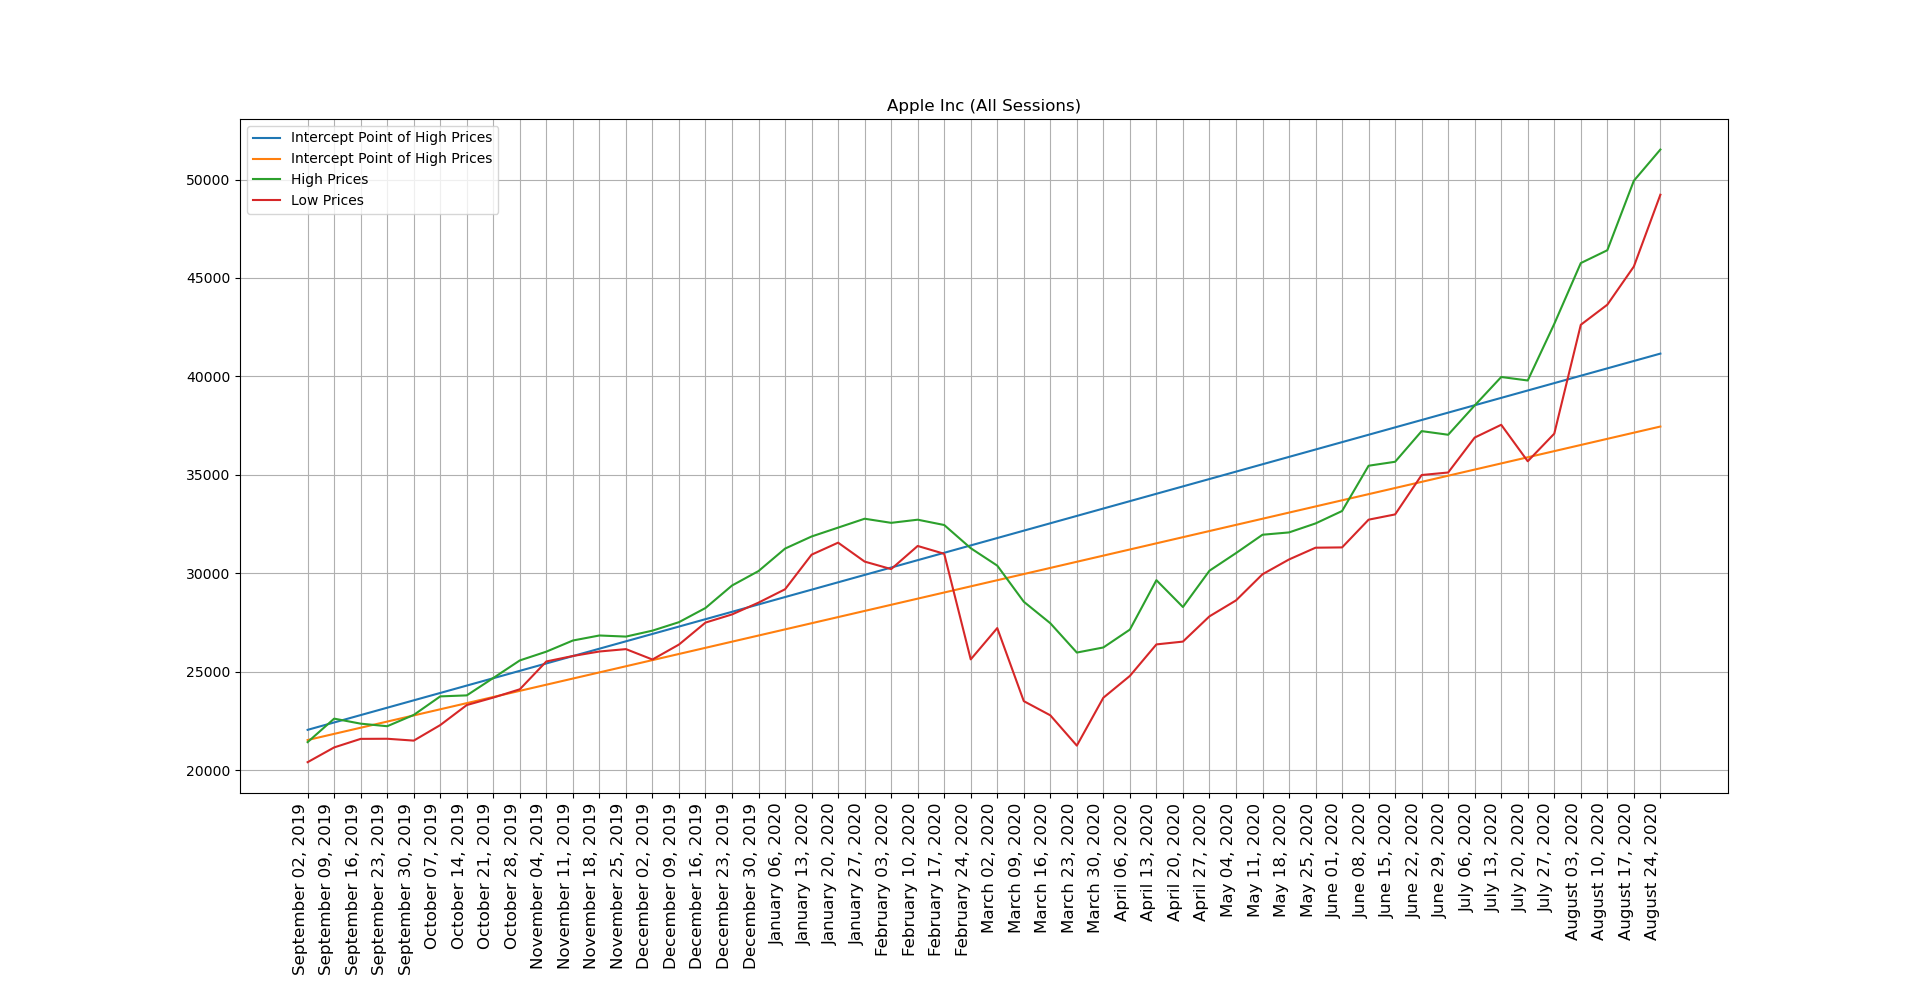 Apple Inc (All Sessions)
Intercept Point of High Prices
Intercept Point of High Prices
High Prices
Low Prices
50000
45000
40000
35000
30000
25000
20000
September 02, 2019
September 09, 2019
September 16, 2019
September 23, 2019
September 30, 2019
October 07, 2019
October 14, 2019
October 21, 2019
October 28, 2019
November 04, 2019
November 11, 2019
November 18, 2019
November 25, 2019
December 02, 2019
December 09, 2019
December 16, 2019
December 23, 2019
December 30, 2019
January 06, 2020
January 13, 2020
January 20, 2020
January 27, 2020
February 03, 2020
February 10, 2020
February 17, 2020
February 24, 2020
March 02, 2020
March 09, 2020
March 16, 2020
March 23, 2020
March 30, 2020
April 06, 2020
April 13, 2020
April 20, 2020
April 27, 2020
May 04, 2020
May 11, 2020
May 18, 2020
May 25, 2020
June 01, 2020
June 08, 2020
June 15, 2020
June 22, 2020
June 29, 2020
July 06, 2020
July 13, 2020
July 20, 2020
July 27, 2020
August 03, 2020
August 10, 2020
August 17, 2020
August 24, 2020